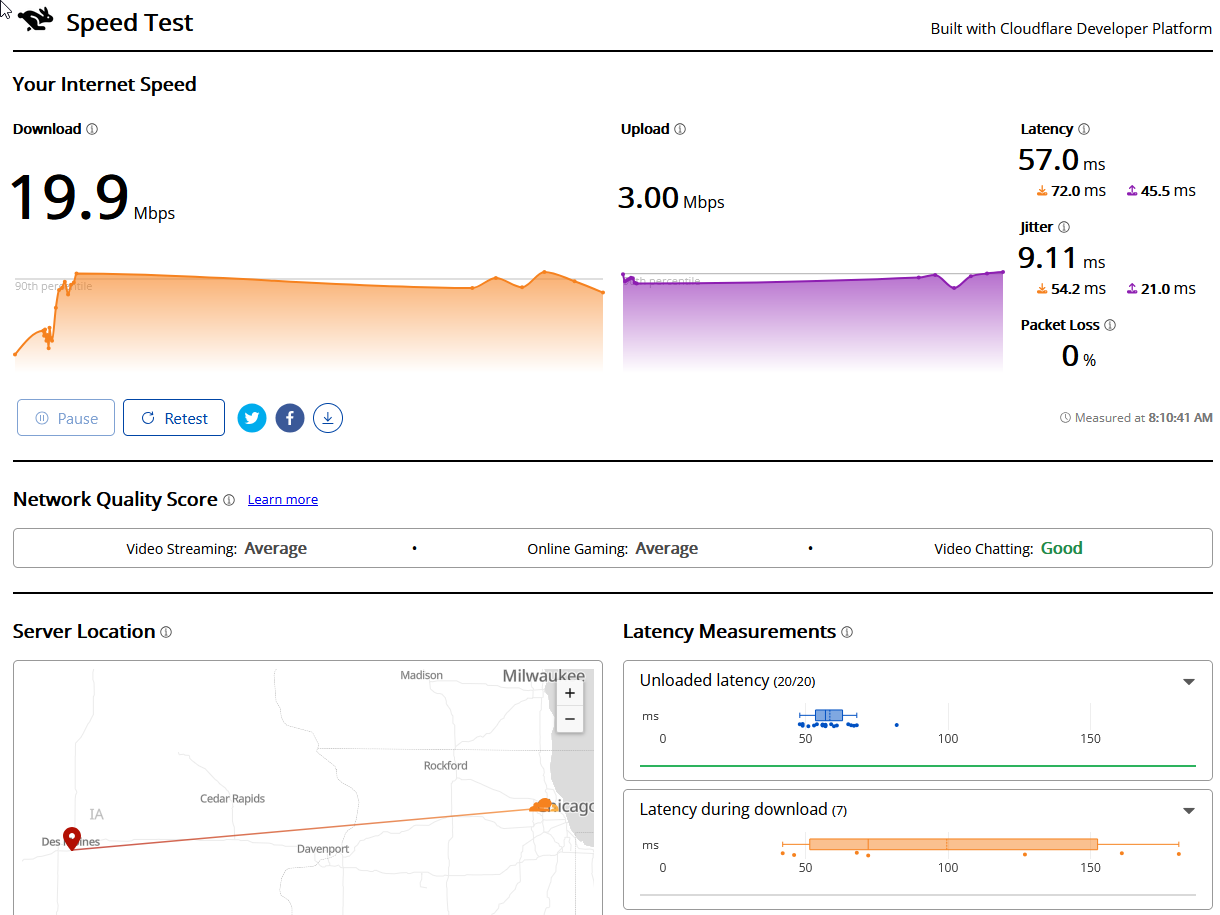 Speed Test
Built with Cloudflare Developer Platform
Your Internet Speed
Download
19.9 Mbps
90th percentile
Upload
3.00 Mbps
90th percentile
Latency
57.0 ms
72.0 ms 45.5 ms
Jitter
9.11 ms
54.2 ms 21.0 ms
Packet Loss
0 %
Pause Retest
Measured at 8:10:41 AM
Network Quality Score Learn more
Video Streaming: Average • Online Gaming: Average • Video Chatting: Good
Server Location
Madison
Milwaukee
+
−
Rockford
Cedar Rapids
Chicago
IA
Des Moines
Davenport
Latency Measurements
Unloaded latency (20/20)
ms
0 50 100 150
Latency during download (7)
ms
0 50 100 150